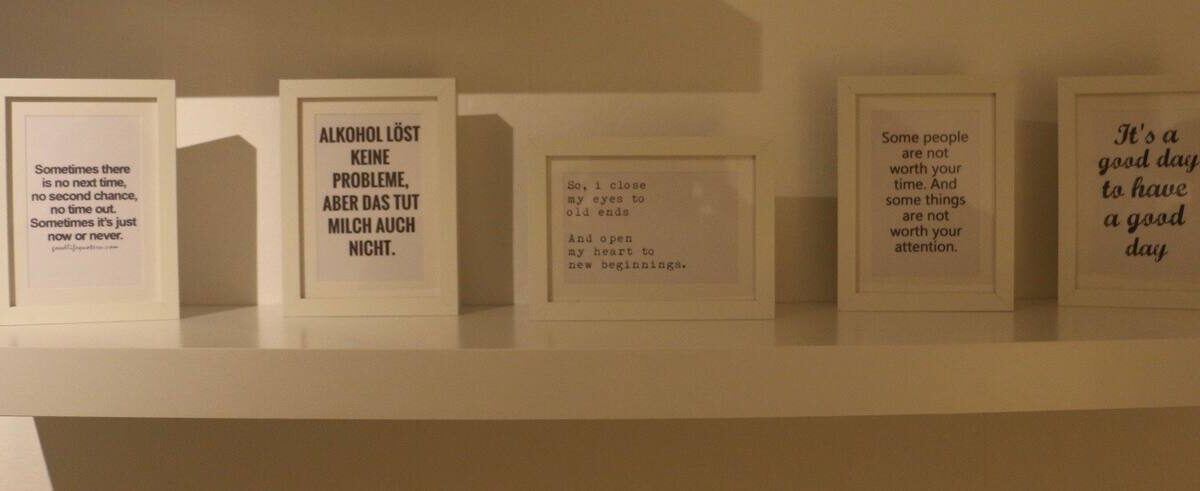 Sometimes there
is no next time,
no second chance,
no time out.
Sometimes it's just
now or never.
ALKOHOL LÖST
KEINE
PROBLEME,
ABER DAS TUT
MILCH AUCH
NICHT.
So, i close
my eyes to
old ends
And open
my heart to
new beginnings.
Some people
are not
worth your
time. And
some things
are not
worth your
attention.
It's a
good day
to have
a good
day